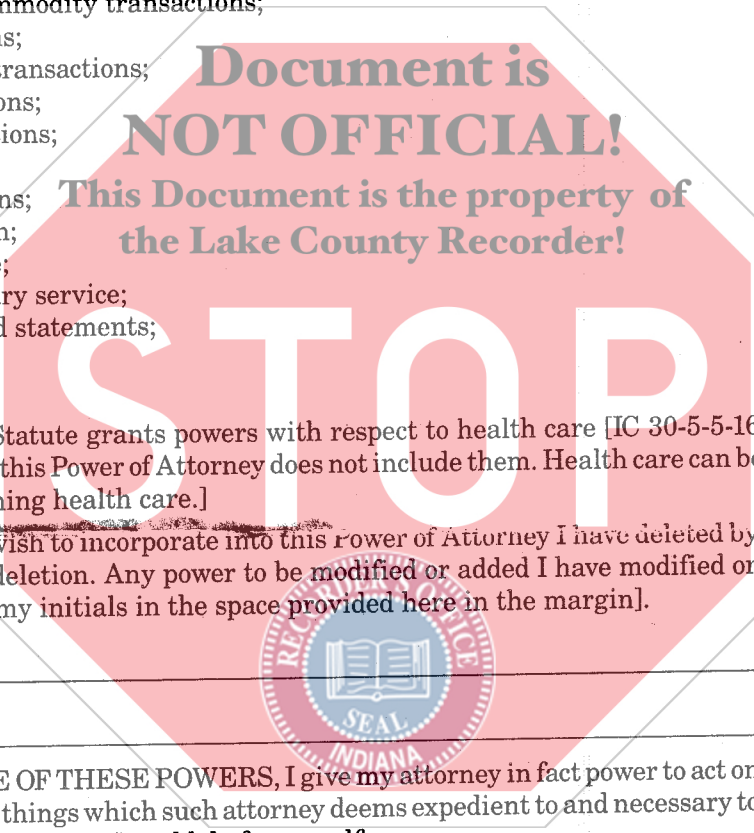 mmodity transactions;
ns;
transactions;
ons;
ions;
ns;
n;
e;
ry service;
d statements;
Document is
NOT OFFICIAL!
This Document is the property of
the Lake County Recorder!
STOP
Statute grants powers with respect to health care [IC 30-5-5-16
this Power of Attorney does not include them. Health care can be
ning health care.]
wish to incorporate into this Power of Attorney I have deleted by
deletion. Any power to be modified or added I have modified or
my initials in the space provided here in the margin].
RECORDER'S OFFICE
SEAL
INDIANA
E OF THESE POWERS, I give my attorney in fact power to act on
things which such attorney deems expedient to and necessary to